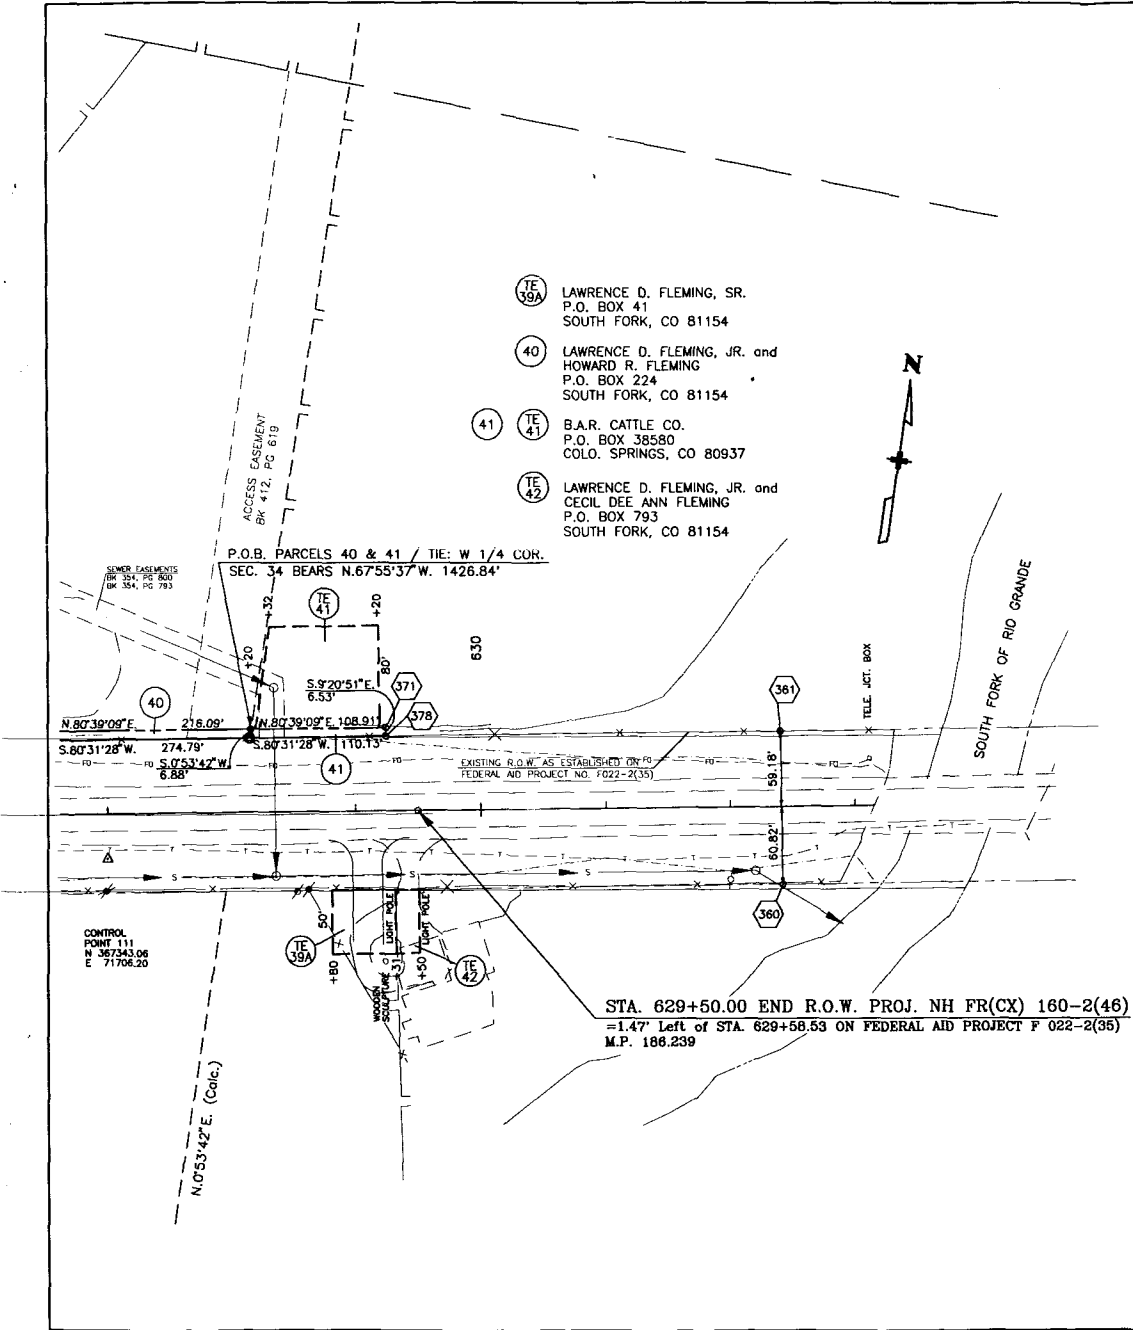 TE 39A
LAWRENCE D. FLEMING, SR.
P.O. BOX 41
SOUTH FORK, CO 81154
40
LAWRENCE D. FLEMING, JR. and
HOWARD R. FLEMING
P.O. BOX 224
SOUTH FORK, CO 81154
41
TE 41
B.A.R. CATTLE CO.
P.O. BOX 38580
COLO. SPRINGS, CO 80937
TE 42
LAWRENCE D. FLEMING, JR. and
CECIL DEE ANN FLEMING
P.O. BOX 793
SOUTH FORK, CO 81154
N
ACCESS EASEMENT
BK 412, PG 619
P.O.B. PARCELS 40 & 41 / TIE: W 1/4 COR.
SEC. 34 BEARS N.67°55'37"W. 1426.84'
SEWER EASEMENTS
BK 354, PG 800
BK 354, PG 793
+32
TE 41
+20
+20
80'
630
S.9°20'51"E.
6.53'
371
378
361
TELE. JCT. BOX
SOUTH FORK OF RIO GRANDE
40
N.80°39'09"E. 216.09'
N.80°39'09"E. 108.91'
S.80°31'28"W. 274.79'
S.80°31'28"W. 110.13'
S.0°53'42"W.
6.88'
41
EXISTING R.O.W. AS ESTABLISHED ON
FEDERAL AID PROJECT NO. F022-2(35)
FO
FO
FO
FO
FO
FO
59.18'
60.82'
T
T
T
T
T
T
T
T
S
S
S
360
CONTROL
POINT 111
N 367343.06
E 71706.20
50'
TE 39A
+80
LIGHT POLE
LIGHT POLE
WOODEN
SCULPTURE
+31
+50
TE 42
STA. 629+50.00 END R.O.W. PROJ. NH FR(CX) 160-2(46)
=1.47' Left of STA. 629+58.53 ON FEDERAL AID PROJECT F 022-2(35)
M.P. 186.239
N.0°53'42"E. (Calc.)